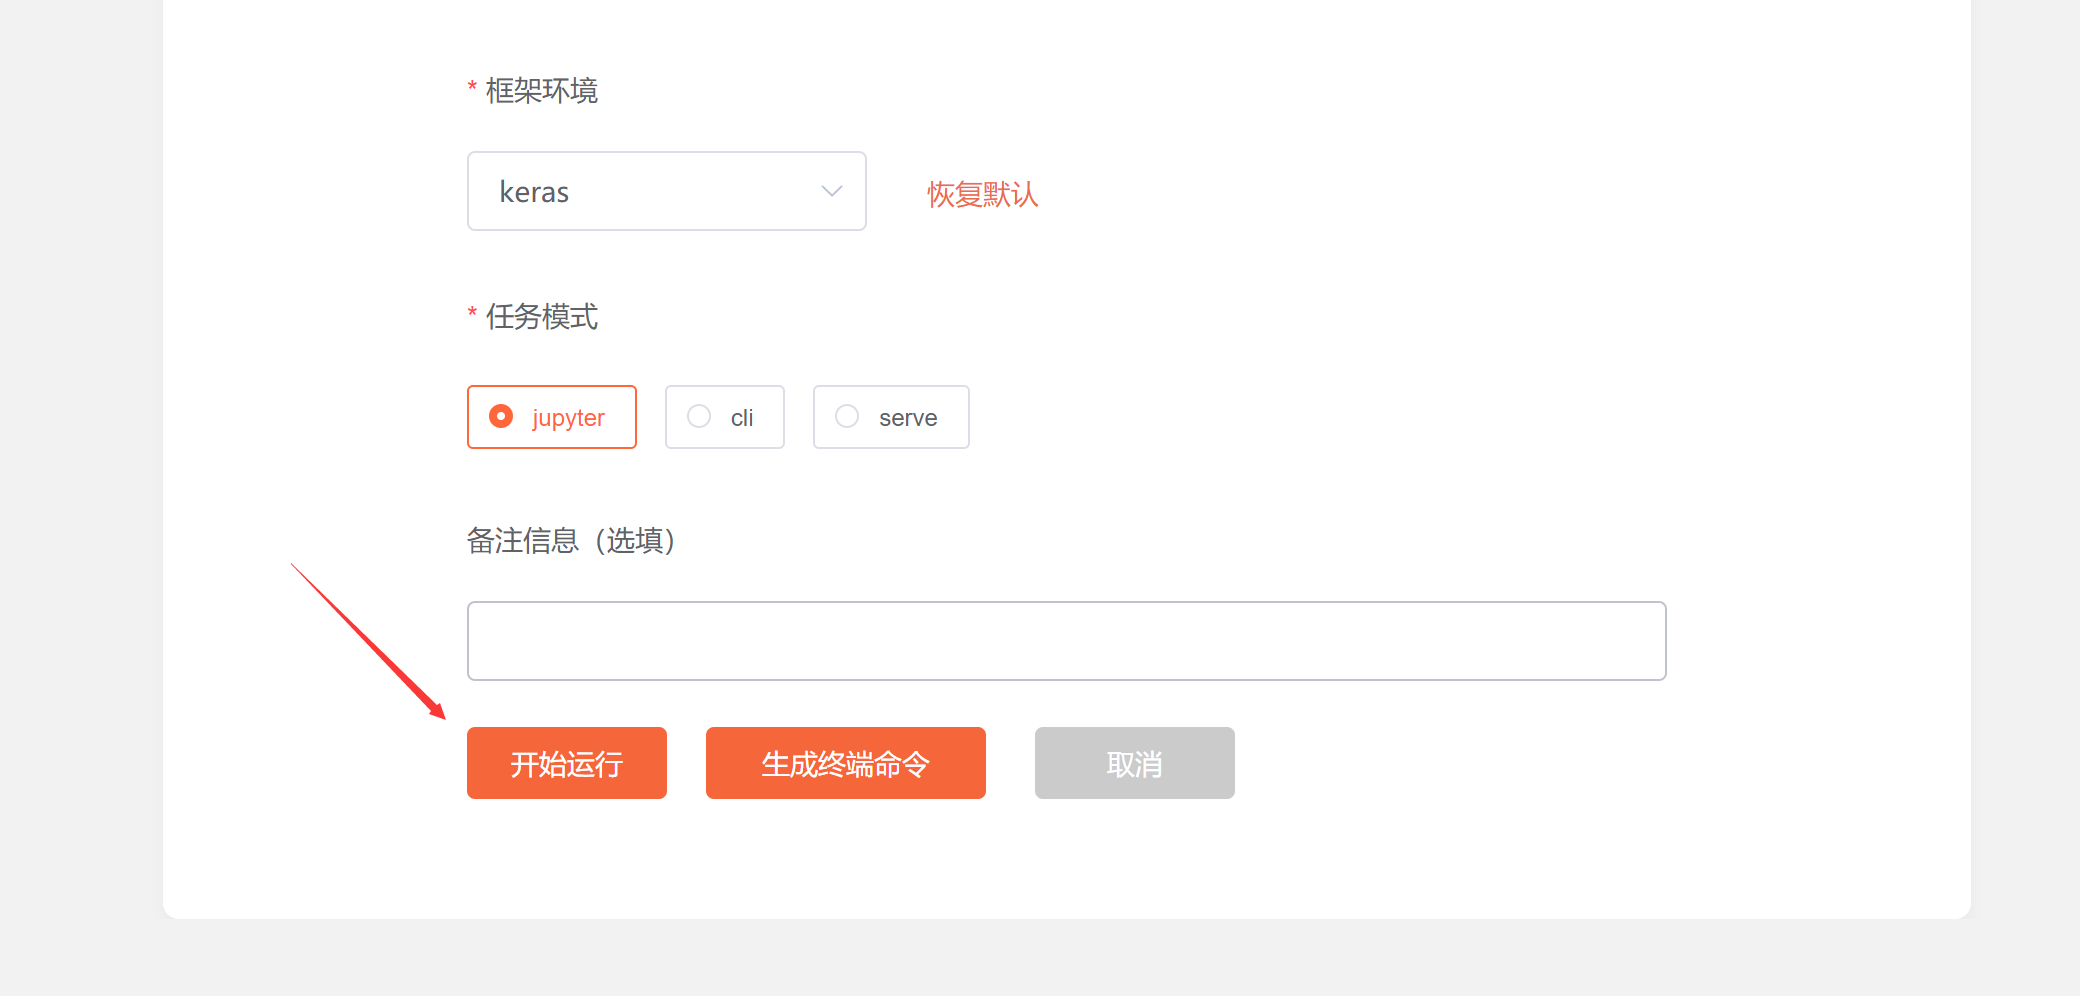 * 框架环境
keras
恢复默认
* 任务模式
jupyter cli serve
备注信息（选填）
开始运行 生成终端命令 取消